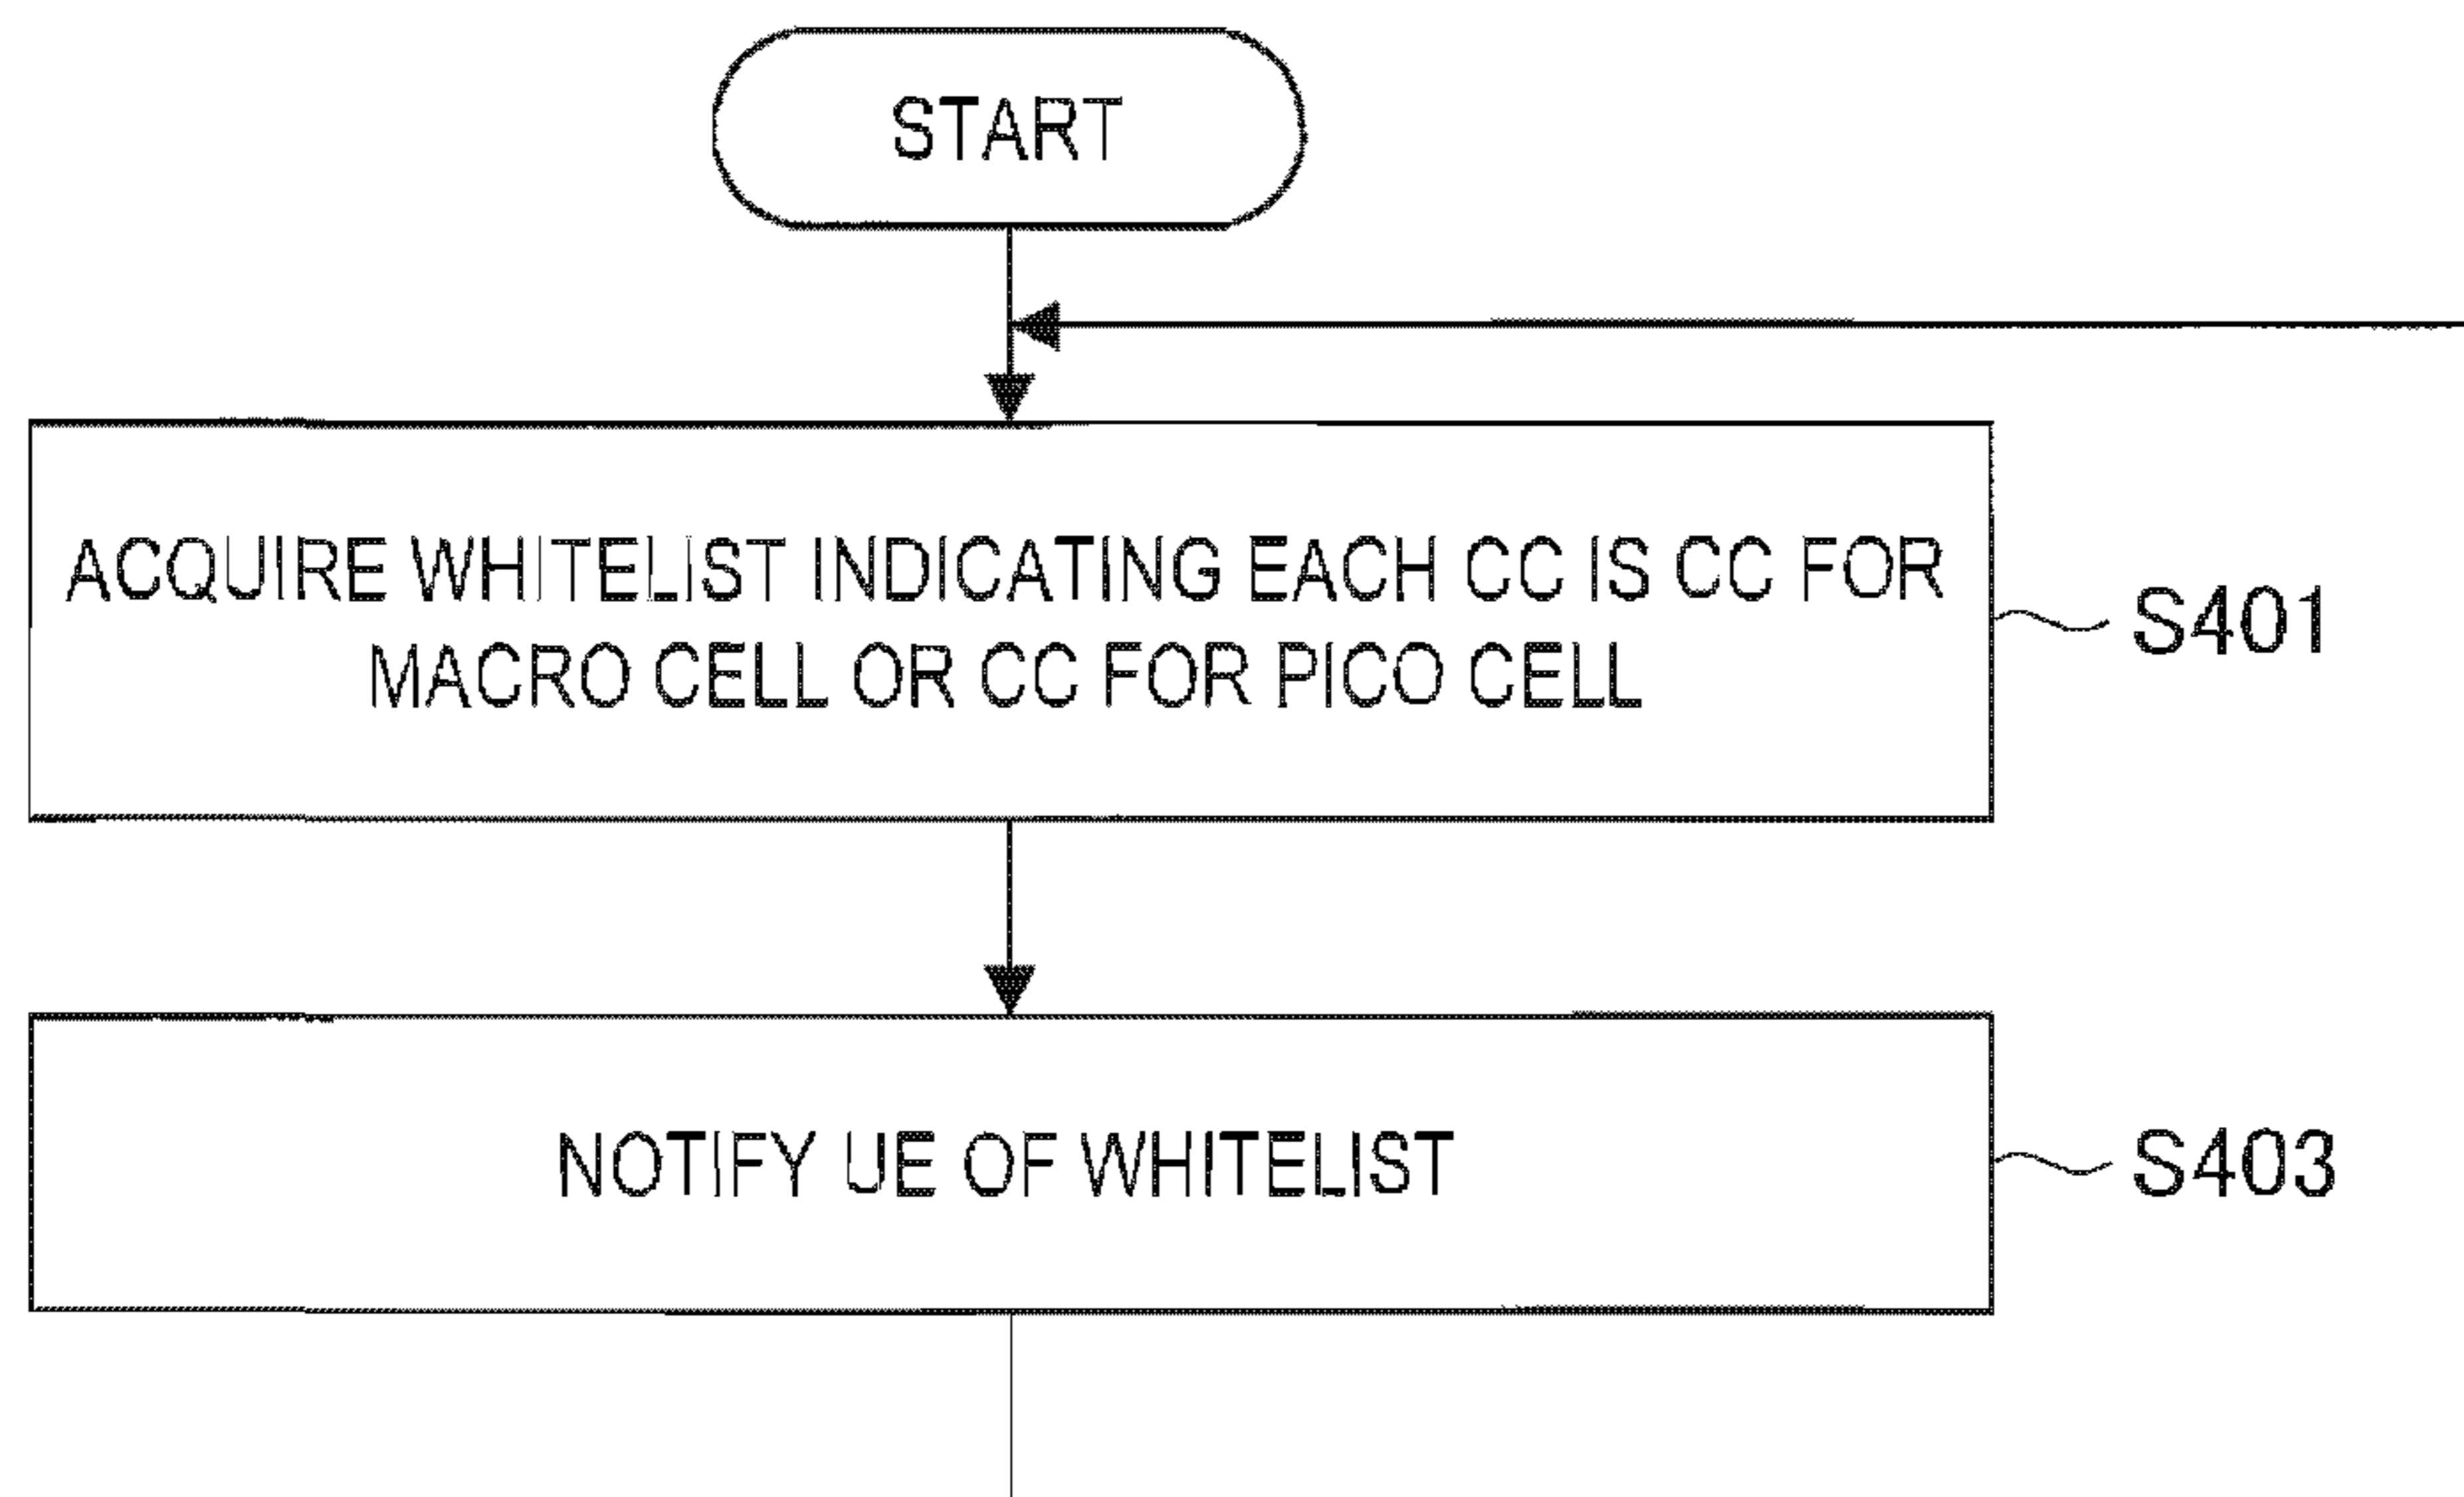 START
ACQUIRE WHITELIST INDICATING EACH CC IS CC FOR
MACRO CELL OR CC FOR PICO CELL
S401
NOTIFY UE OF WHITELIST
S403